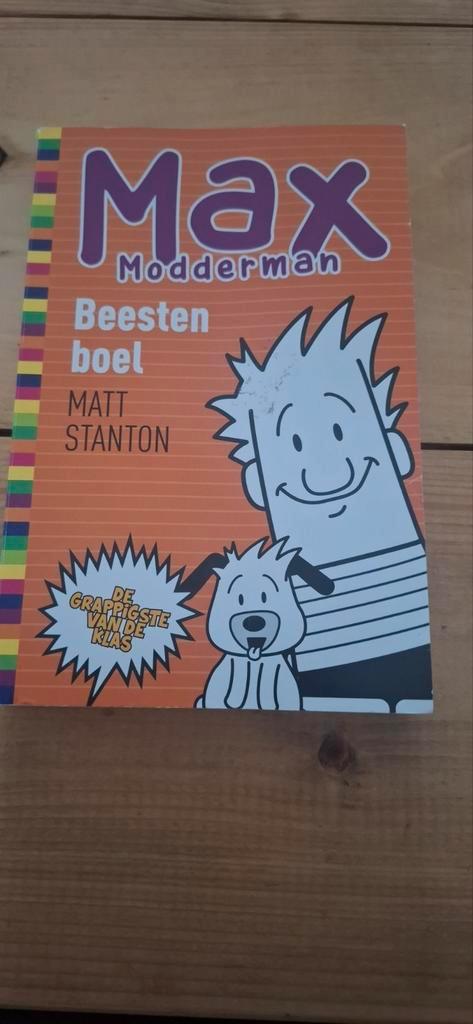 Max
Modderman
Beesten
boel
MATT
STANTON
DE
GRAPPIGSTE
VAN DE
KLAS